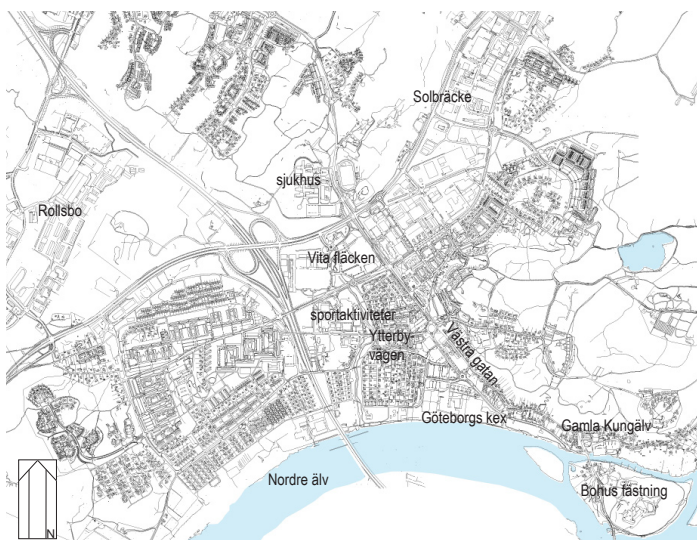 Solbräcke
sjukhus
Rollsbo
Vita fläcken
sportaktiviteter
Ytterby-
vägen
Västra gatan
Göteborgs kex
Gamla Kungälv
Nordre älv
Bohus fästning
N